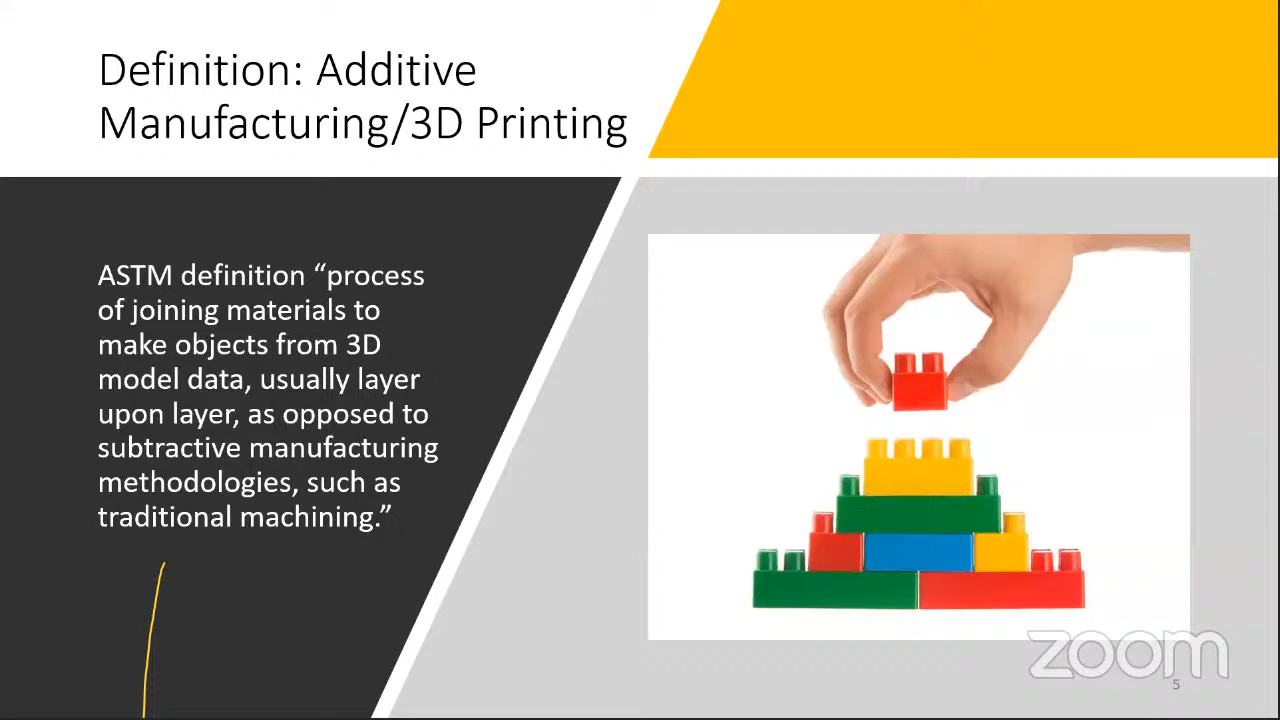 Definition: Additive
Manufacturing/3D Printing
ASTM definition “process
of joining materials to
make objects from 3D
model data, usually layer
upon layer, as opposed to
subtractive manufacturing
methodologies, such as
traditional machining.”
zoom
5